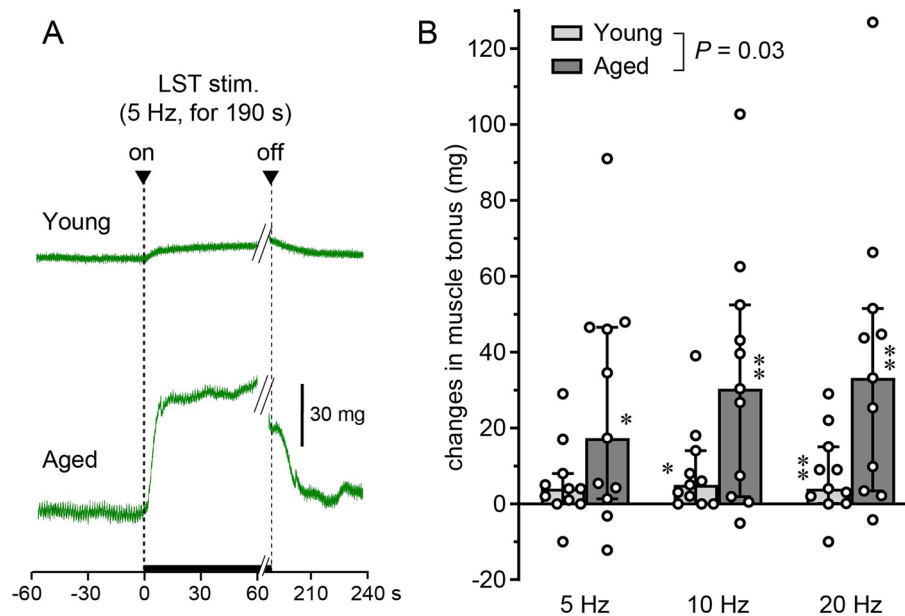 A
LST stim.
(5 Hz, for 190 s)
on
off
Young
Aged
30 mg
-60 -30 0 30 60 210 240 s
B
Young
Aged
P = 0.03
changes in muscle tonus (mg)
120
100
80
60
40
20
0
-20
*
*
**
**
**
5 Hz 10 Hz 20 Hz